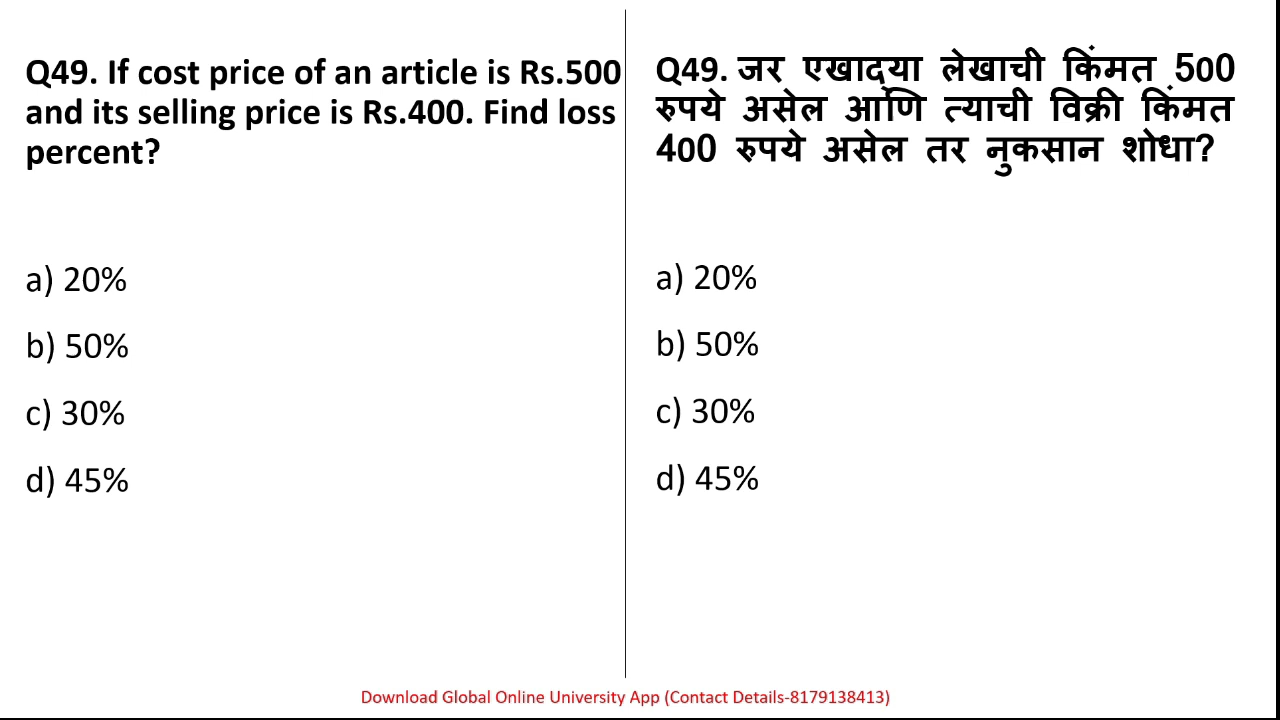 Q49. If cost price of an article is Rs.500
and its selling price is Rs.400. Find loss
percent?
a) 20%
b) 50%
c) 30%
d) 45%
Q49. जर एखाद्या लेखाची किंमत 500
रुपये असेल आणि त्याची विक्री किंमत
400 रुपये असेल तर नुकसान शोधा?
a) 20%
b) 50%
c) 30%
d) 45%
Download Global Online University App (Contact Details-8179138413)